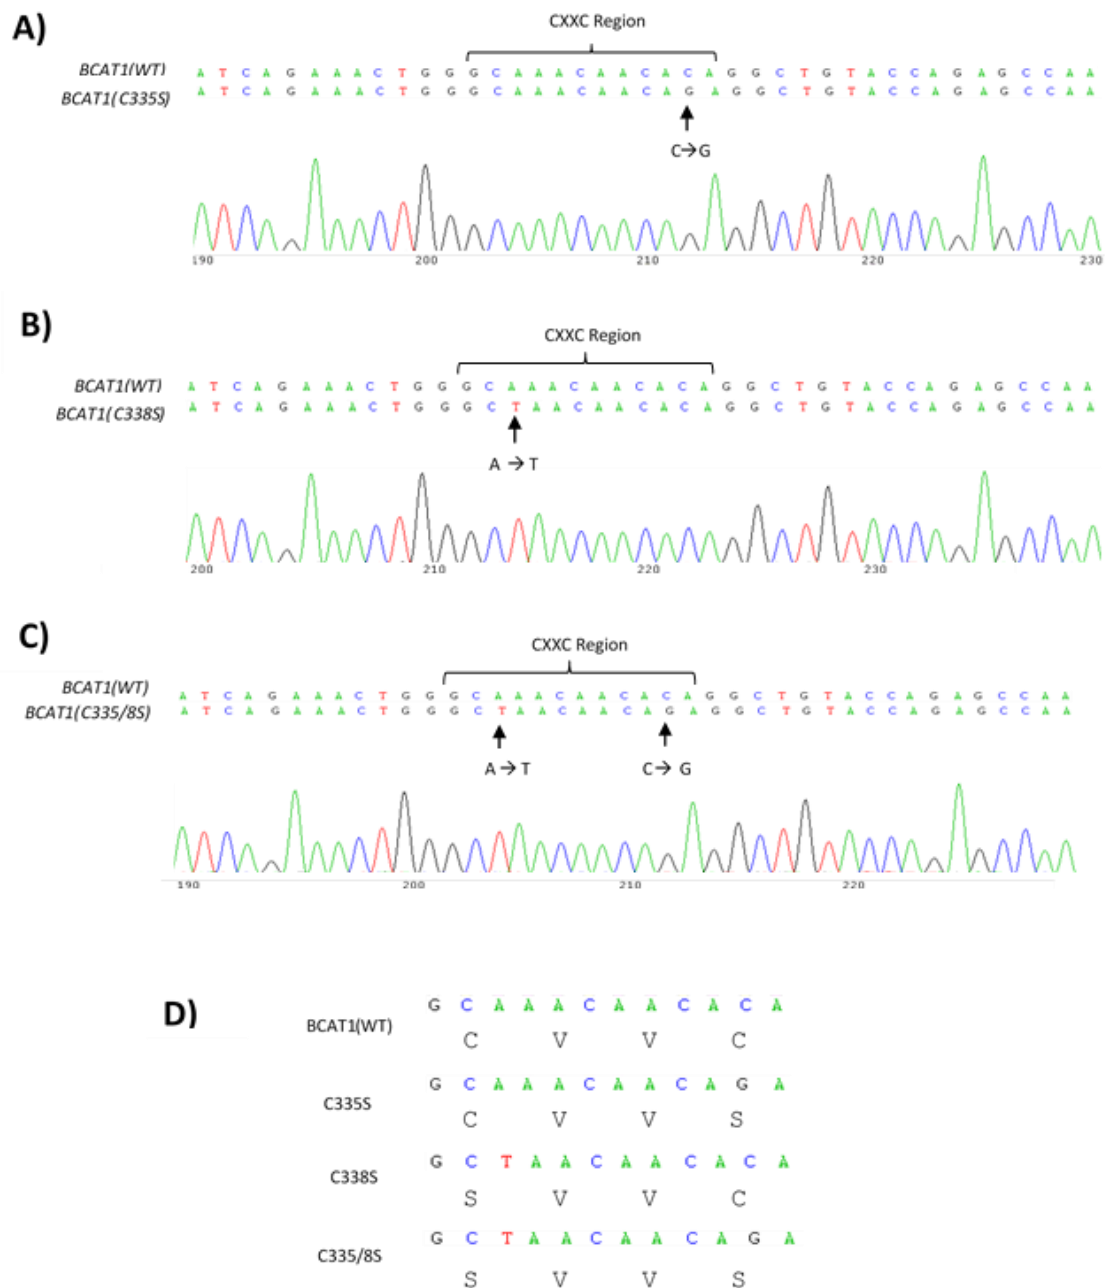 A)
CXXC Region
BCAT1(WT) A T C A G A A A C T G G G C A A A C A A C A C A G G C T G T A C C A G A G C C A A
BCAT1(C335S) A T C A G A A A C T G G G C A A A C A A C A G A G G C T G T A C C A G A G C C A A
C→G
190 200 210 220 230
B)
CXXC Region
BCAT1(WT) A T C A G A A A C T G G G C A A A C A A C A C A G G C T G T A C C A G A G C C A A
BCAT1(C338S) A T C A G A A A C T G G G C T A A C A A C A C A G G C T G T A C C A G A G C C A A
A → T
200 210 220 230
C)
CXXC Region
BCAT1(WT) A T C A G A A A C T G G G C A A A C A A C A C A G G C T G T A C C A G A G C C A A
BCAT1(C335/8S) A T C A G A A A C T G G G C T A A C A A C A G A G G C T G T A C C A G A G C C A A
A → T C → G
190 200 210 220
D)
BCAT1(WT) G C A A A C A A C A C A
C V V C
C335S G C A A A C A A C A G A
C V V S
C338S G C T A A C A A C A C A
S V V C
C335/8S G C T A A C A A C A G A
S V V S